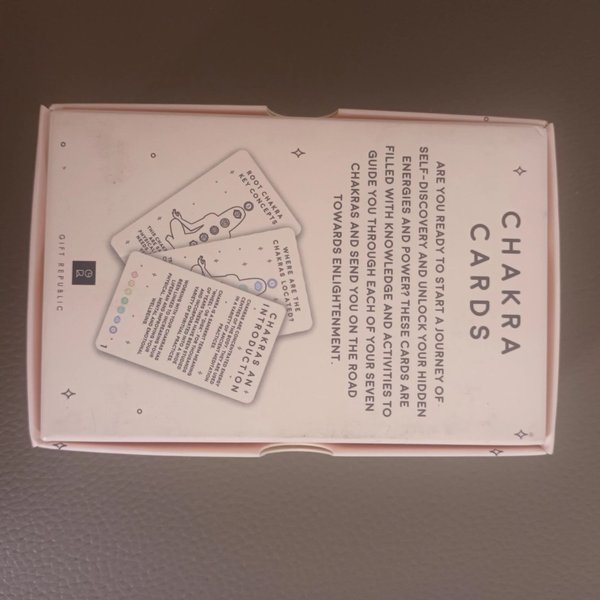 CHAKRA
CARDS
ARE YOU READY TO START A JOURNEY OF
SELF-DISCOVERY AND UNLOCK YOUR HIDDEN
ENERGIES AND POWER? THESE CARDS ARE
FILLED WITH KNOWLEDGE AND ACTIVITIES TO
GUIDE YOU THROUGH EACH OF YOUR SEVEN
CHAKRAS AND SEND YOU ON THE ROAD
TOWARDS ENLIGHTENMENT.
ROOT CHAKRA
KEY CONCEPTS
WHERE ARE THE
CHAKRAS LOCATED?
CHAKRAS AN
INTRODUCTION
1
GIFT REPUBLIC